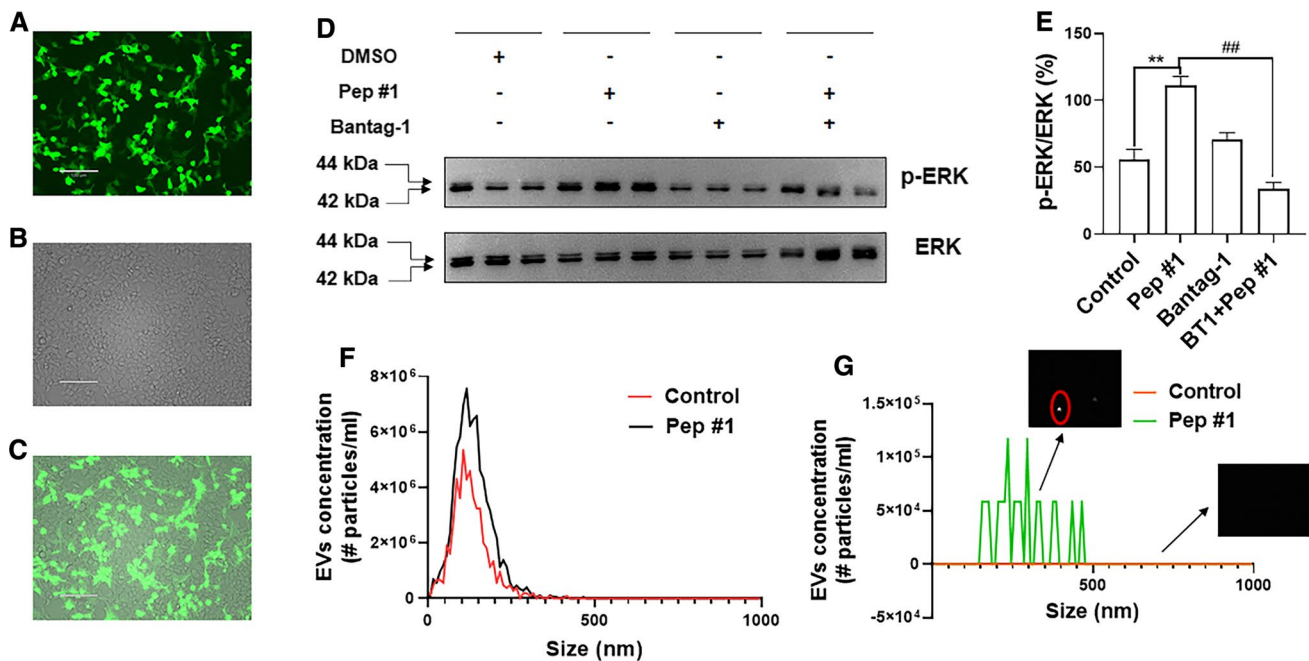 A
B
C
D
DMSO + - - -
Pep #1 - + - +
Bantag-1 - - + +
44 kDa
42 kDa
p-ERK
44 kDa
42 kDa
ERK
E
p-ERK/ERK (%)
150
100
50
0
**
##
Control
Pep #1
Bantag-1
BT1+Pep #1
F
EVs concentration
(# particles/ml)
8×10⁶
6×10⁶
4×10⁶
2×10⁶
0
0 500 1000
Size (nm)
Control
Pep #1
G
EVs concentration
(# particles/ml)
1.5×10⁵
1×10⁵
5×10⁴
0
-5×10⁴
500 1000
Size (nm)
Control
Pep #1